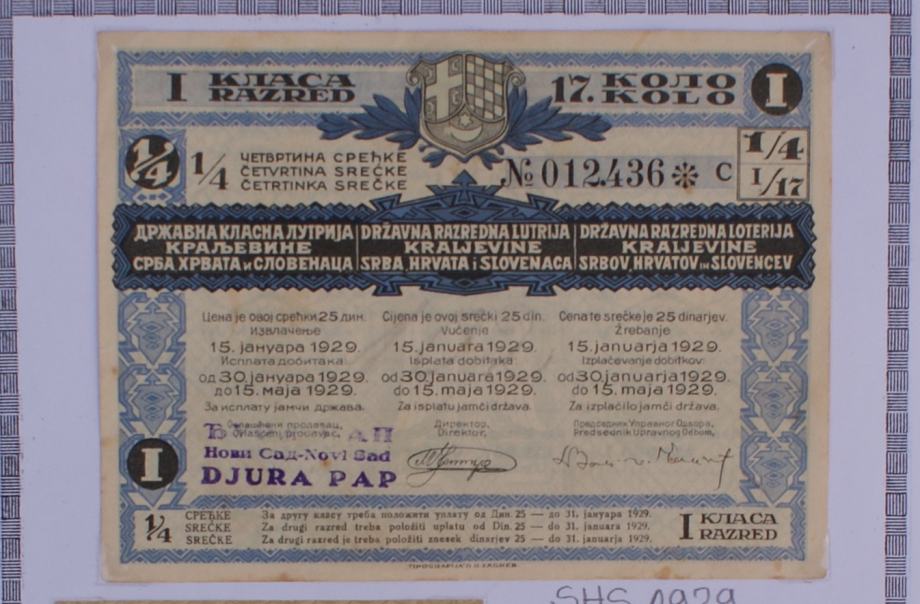 I КЛАСА RAZRED
17. КОЛО KOLO I
1/4
1/4 ЧЕТВРТИНА СРЕЋКЕ
ČETVRTINA SREČKE
ČETRTINKA SREČKE
№ 012.436 * C
1/4
I/17
ДРЖАВНА КЛАСНА ЛУТРИЈА
КРАЉЕВИНЕ
СРБА, ХРВАТА и СЛОВЕНАЦА
DRŽAVNA RAZREDNA LUTRIJA
KRALJEVINE
SRBA, HRVATA i SLOVENACA
DRŽAVNA RAZREDNA LOTERIJA
KRALJEVINE
SRBOV, HRVATOV IN SLOVENCEV
Цена је овој срећки 25 дин.
Извлачење
15. јануара 1929.
Исплата добитака:
од 30. јануара 1929.
до 15. маја 1929.
За исплату јамчи држава.
Cijena je ovoj srečki 25 din.
Vučenje
15. januara 1929.
Isplata dobitaka:
od 30. januara 1929.
do 15. maja 1929.
Za isplatu jamči država.
Cena te srečke je 25 dinarjev.
Žrebanje
15. januarja 1929.
Izplačevanje dobitkov:
od 30. januarja 1929.
do 15. maja 1929.
Za izplačilo jamči država.
продавац,
Нови Сад-Novi Sad
DJURA PAP
Директор,
Direktor,
Председник Управног Одбора,
Predsednik Upravnog Odbora,
I
1/4 СРЕЋКЕ
SREČKE
SREČKE
За другу класу треба положити уплату од Дин. 25 — до 31. јануара 1929.
Za drugi razred treba položiti uplatu od Din. 25 — do 31. januara 1929.
Za drugi razred je treba položiti znesek dinarjev 25 — do 31. januarja 1929.
I КЛАСА
RAZRED
SHS 1929